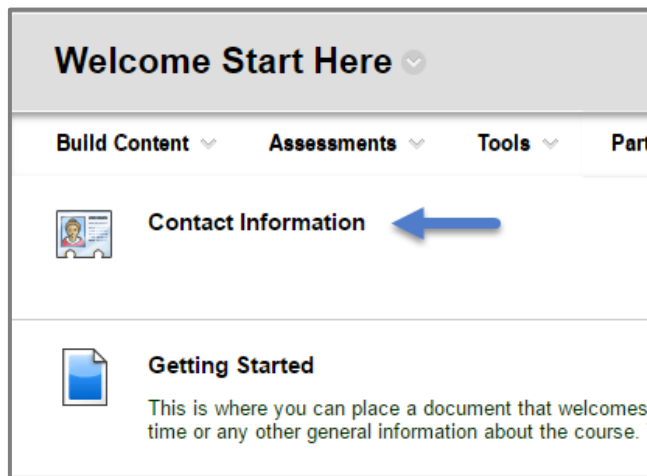 Welcome Start Here
Build Content Assessments Tools Part
Contact Information
Getting Started
This is where you can place a document that welcomes
time or any other general information about the course.